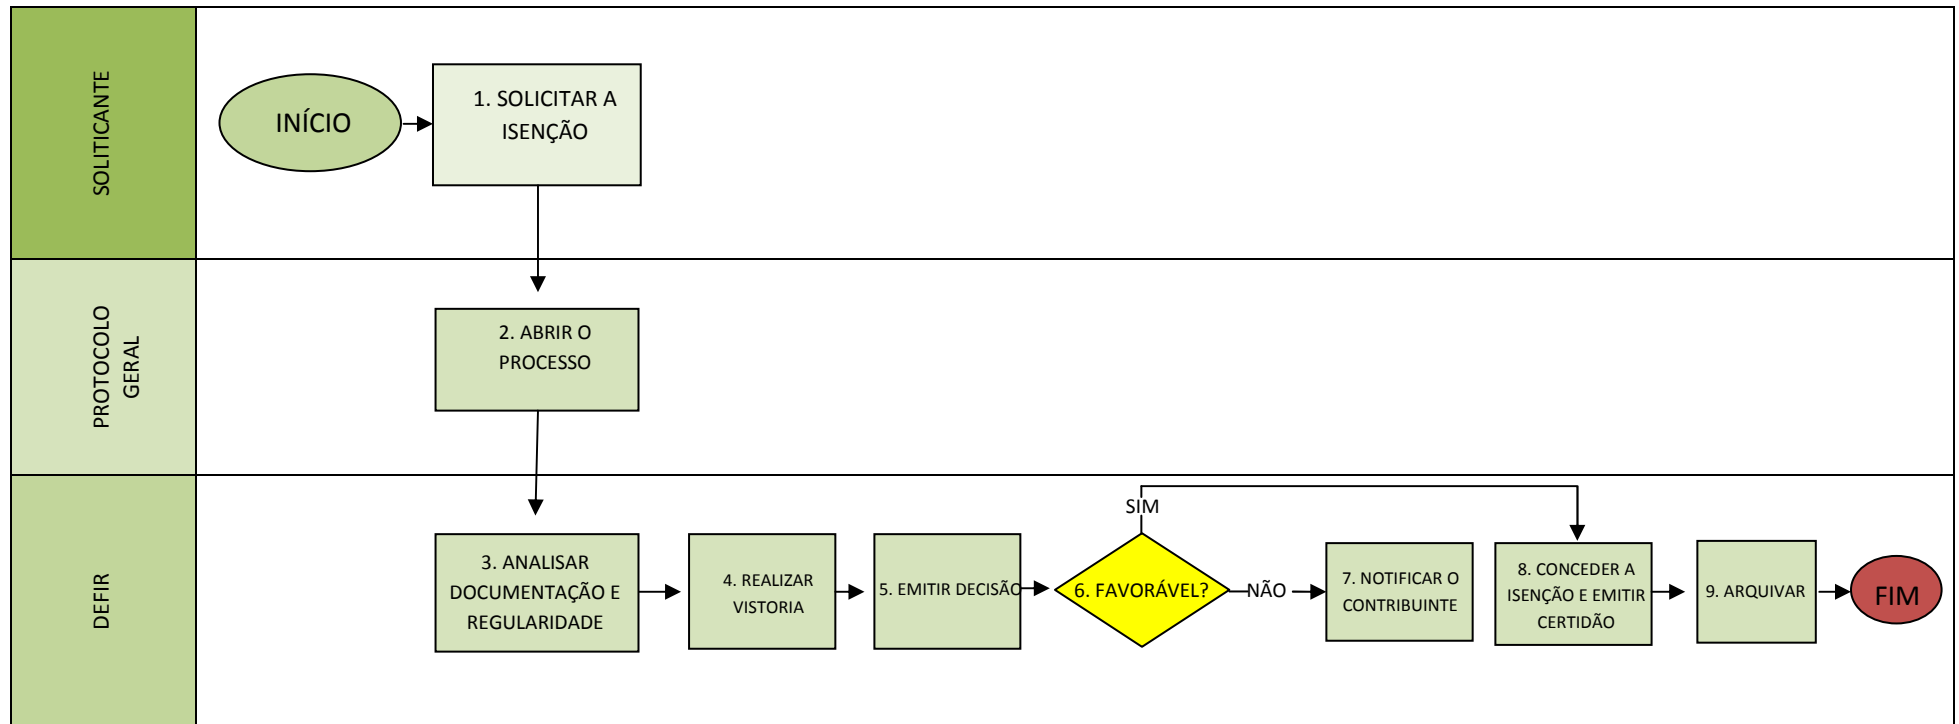 SOLITICANTE
INÍCIO
1. SOLICITAR A
ISENÇÃO
PROTOCOLO
GERAL
2. ABRIR O
PROCESSO
DEFIR
3. ANALISAR
DOCUMENTAÇÃO E
REGULARIDADE
4. REALIZAR
VISTORIA
5. EMITIR DECISÃO
SIM
6. FAVORÁVEL?
NÃO
7. NOTIFICAR O
CONTRIBUINTE
8. CONCEDER A
ISENÇÃO E EMITIR
CERTIDÃO
9. ARQUIVAR
FIM